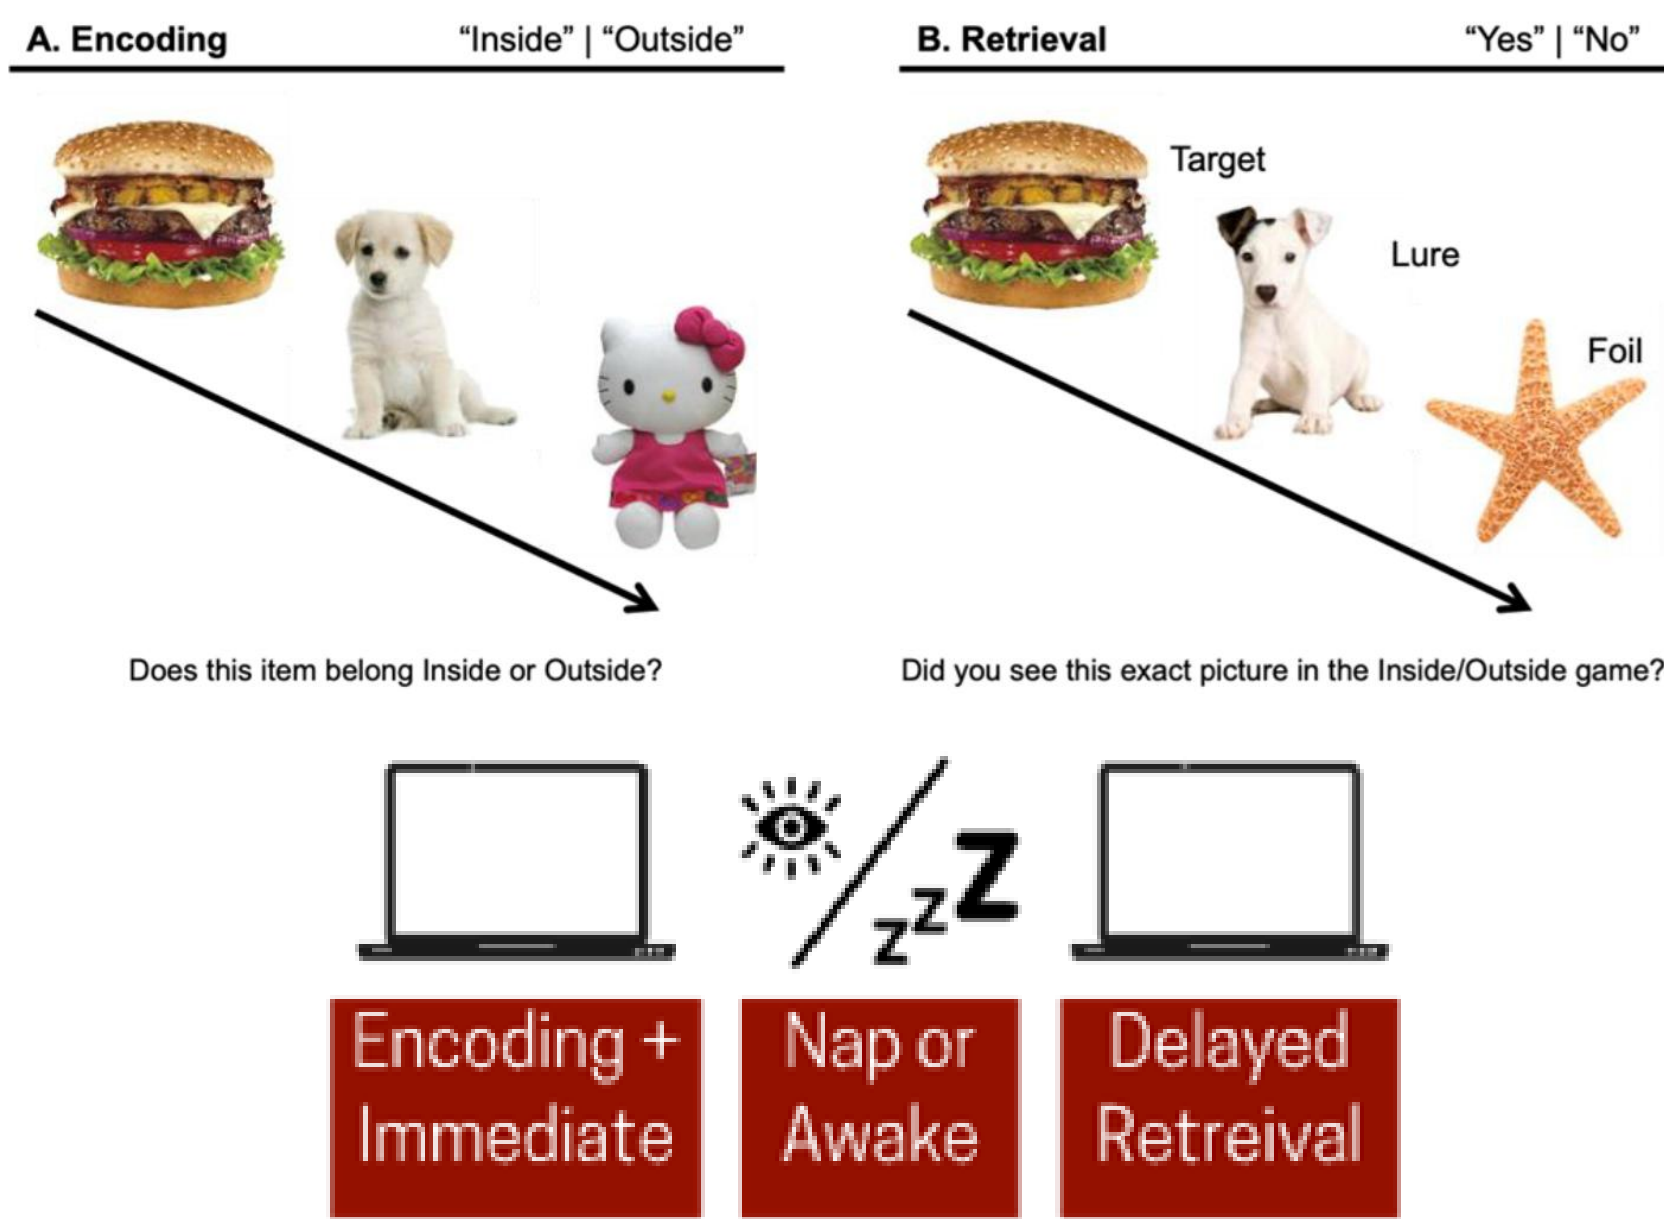 A. Encoding "Inside" | "Outside"
B. Retrieval "Yes" | "No"
Target
Lure
Foil
Does this item belong Inside or Outside?
Did you see this exact picture in the Inside/Outside game?
z z Z
Encoding +
Immediate
Nap or
Awake
Delayed
Retreival